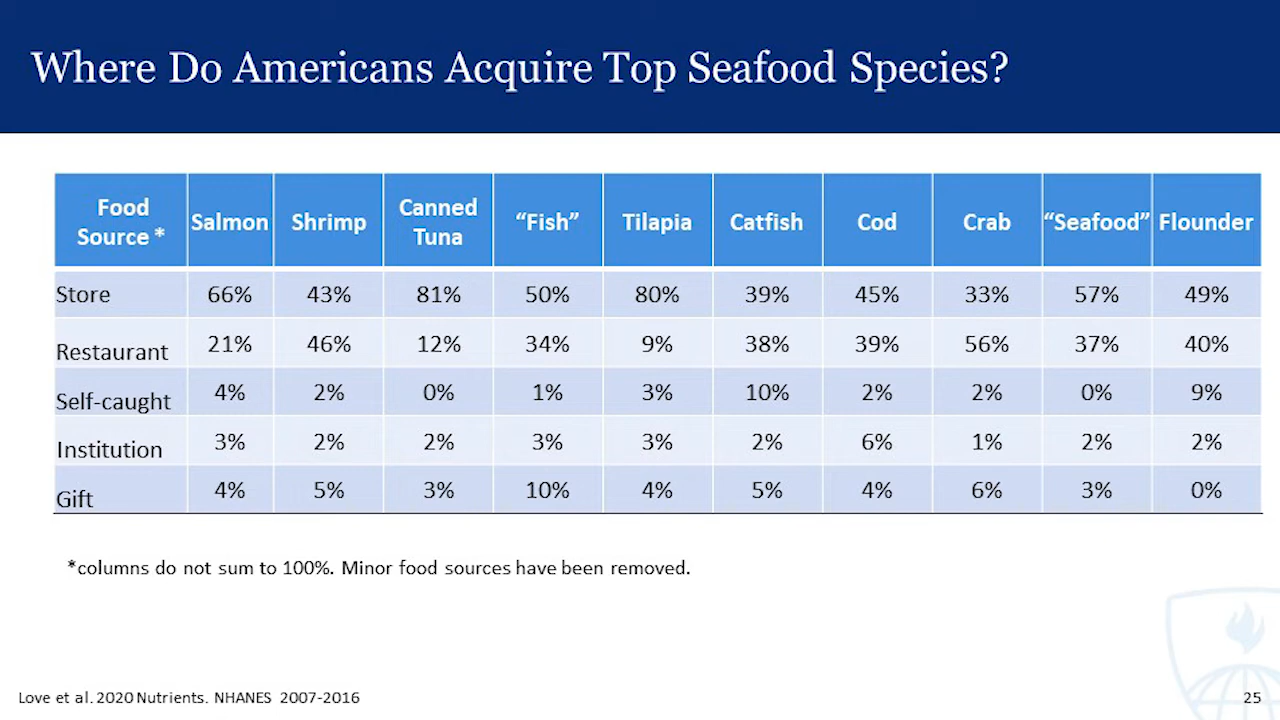 Where Do Americans Acquire Top Seafood Species?
Food Source * Salmon Shrimp Canned Tuna “Fish” Tilapia Catfish Cod Crab “Seafood” Flounder
Store 66% 43% 81% 50% 80% 39% 45% 33% 57% 49%
Restaurant 21% 46% 12% 34% 9% 38% 39% 56% 37% 40%
Self-caught 4% 2% 0% 1% 3% 10% 2% 2% 0% 9%
Institution 3% 2% 2% 3% 3% 2% 6% 1% 2% 2%
Gift 4% 5% 3% 10% 4% 5% 4% 6% 3% 0%
*columns do not sum to 100%. Minor food sources have been removed.
Love et al. 2020 Nutrients. NHANES 2007-2016
25